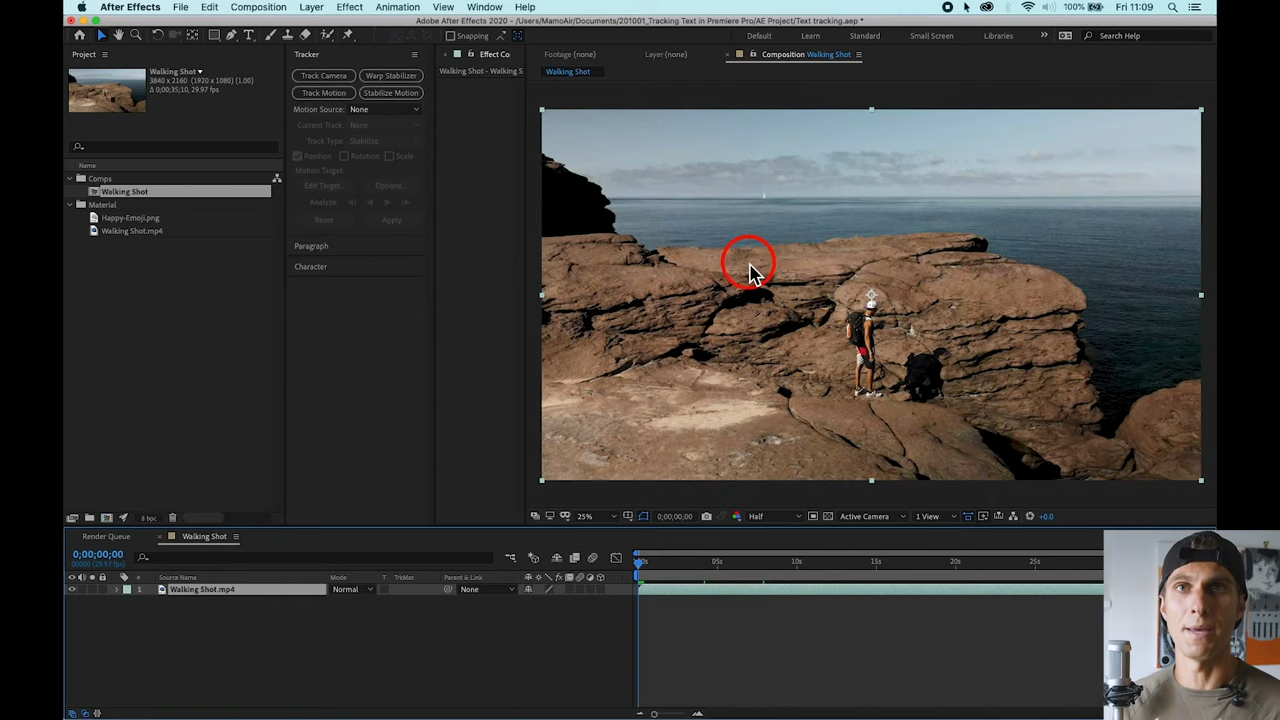 After Effects File Edit Composition Layer Effect Animation View Window Help 100% Fri 11:09
Adobe After Effects 2020 - /Users/MamoAir/Documents/201001_Tracking Text in Premiere Pro/AE Project/Text tracking.aep *
Snapping Default Learn Standard Small Screen Libraries Search Help
Project Tracker Effect Co Footage (none) Layer (none) Composition Walking Shot
Walking Shot - Walking S Walking Shot
Walking Shot
3840 x 2160 (1920 x 1080) (1.00)
Δ 0;00;35;10, 29.97 fps)
Track Camera Warp Stabilizer
Track Motion Stabilize Motion
Motion Source: None
Current Track: None
Track Type: Stabilize
Position Rotation Scale
Motion Target:
Edit Target... Options...
Analyze:
Reset Apply
Paragraph
Character
Name
Comps
Walking Shot
Material
Happy-Emoji.png
Walking Shot.mp4
8 bpc 25% 0;00;00;00 Half Active Camera 1 View +0.0
Render Queue Walking Shot
0;00;00;00
00000 (29.97 fps)
05s 10s 15s 20s 25s
# Source Name Mode T TrkMat Parent & Link
1 Walking Shot.mp4 Normal None